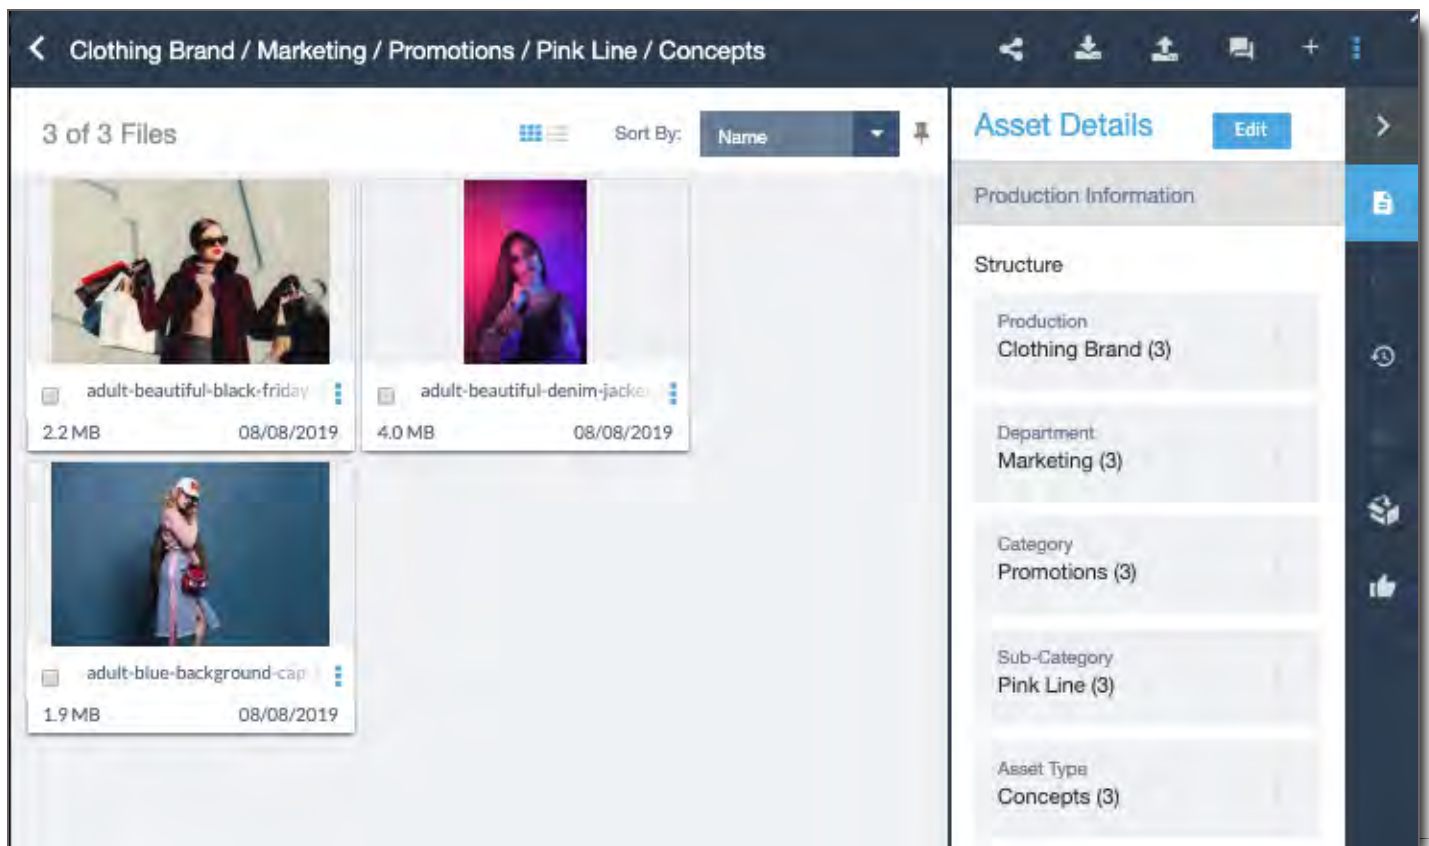 Clothing Brand / Marketing / Promotions / Pink Line / Concepts
3 of 3 Files
Sort By:
Name
adult-beautiful-black-friday
2.2 MB
08/08/2019
adult-beautiful-denim-jacke
4.0 MB
08/08/2019
adult-blue-background-cap
1.9 MB
08/08/2019
Asset Details
Edit
Production Information
Structure
Production
Clothing Brand (3)
Department
Marketing (3)
Category
Promotions (3)
Sub-Category
Pink Line (3)
Asset Type
Concepts (3)